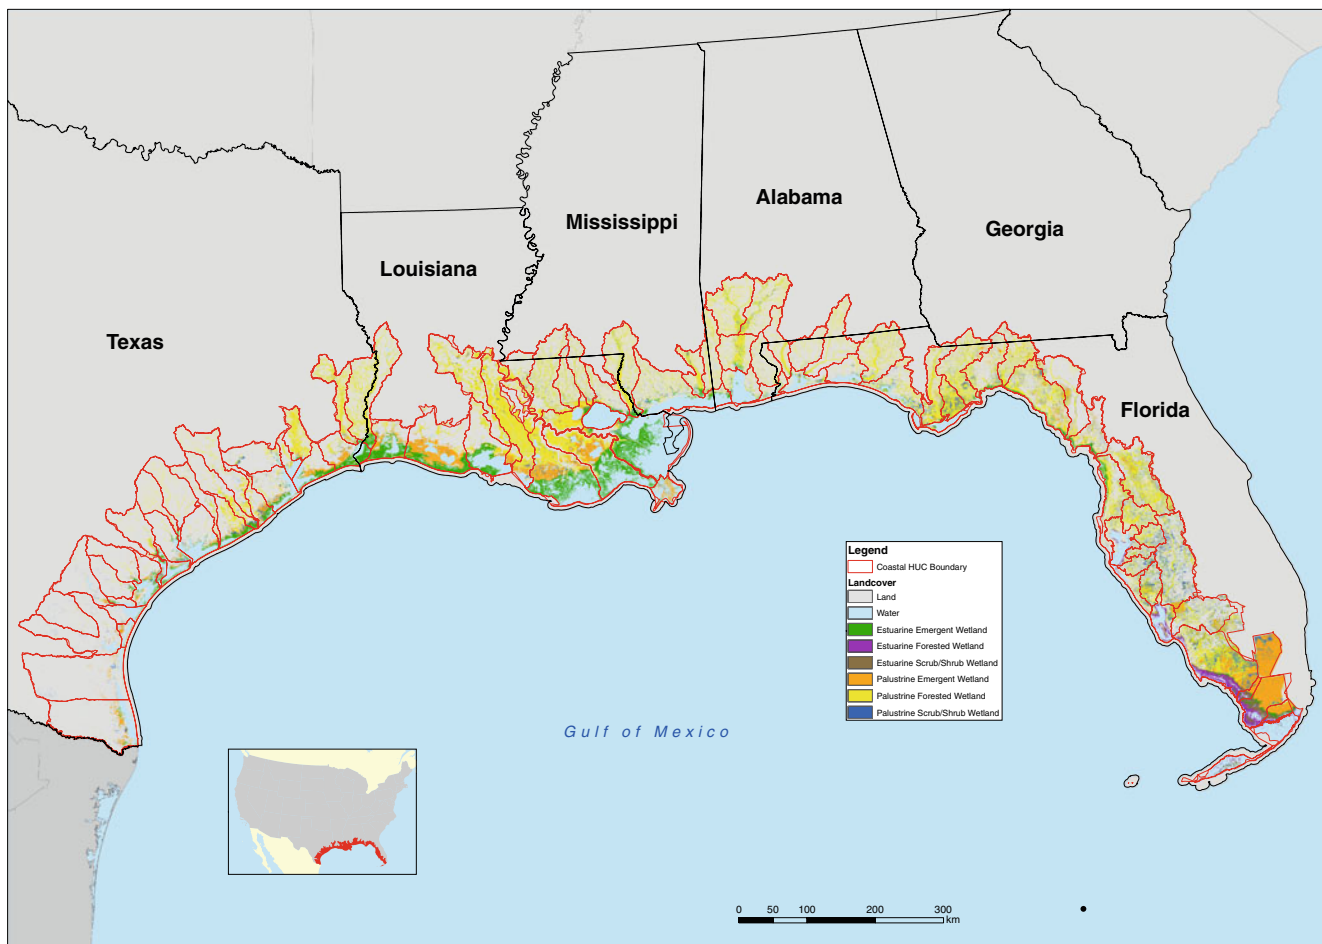 Alabama
Mississippi
Georgia
Louisiana
Texas
Florida
Legend
Coastal HUC Boundary
Landcover
Land
Water
Estuarine Emergent Wetland
Estuarine Forested Wetland
Estuarine Scrub/Shrub Wetland
Palustrine Emergent Wetland
Palustrine Forested Wetland
Palustrine Scrub/Shrub Wetland
Gulf of Mexico
0 50 100 200 300
km